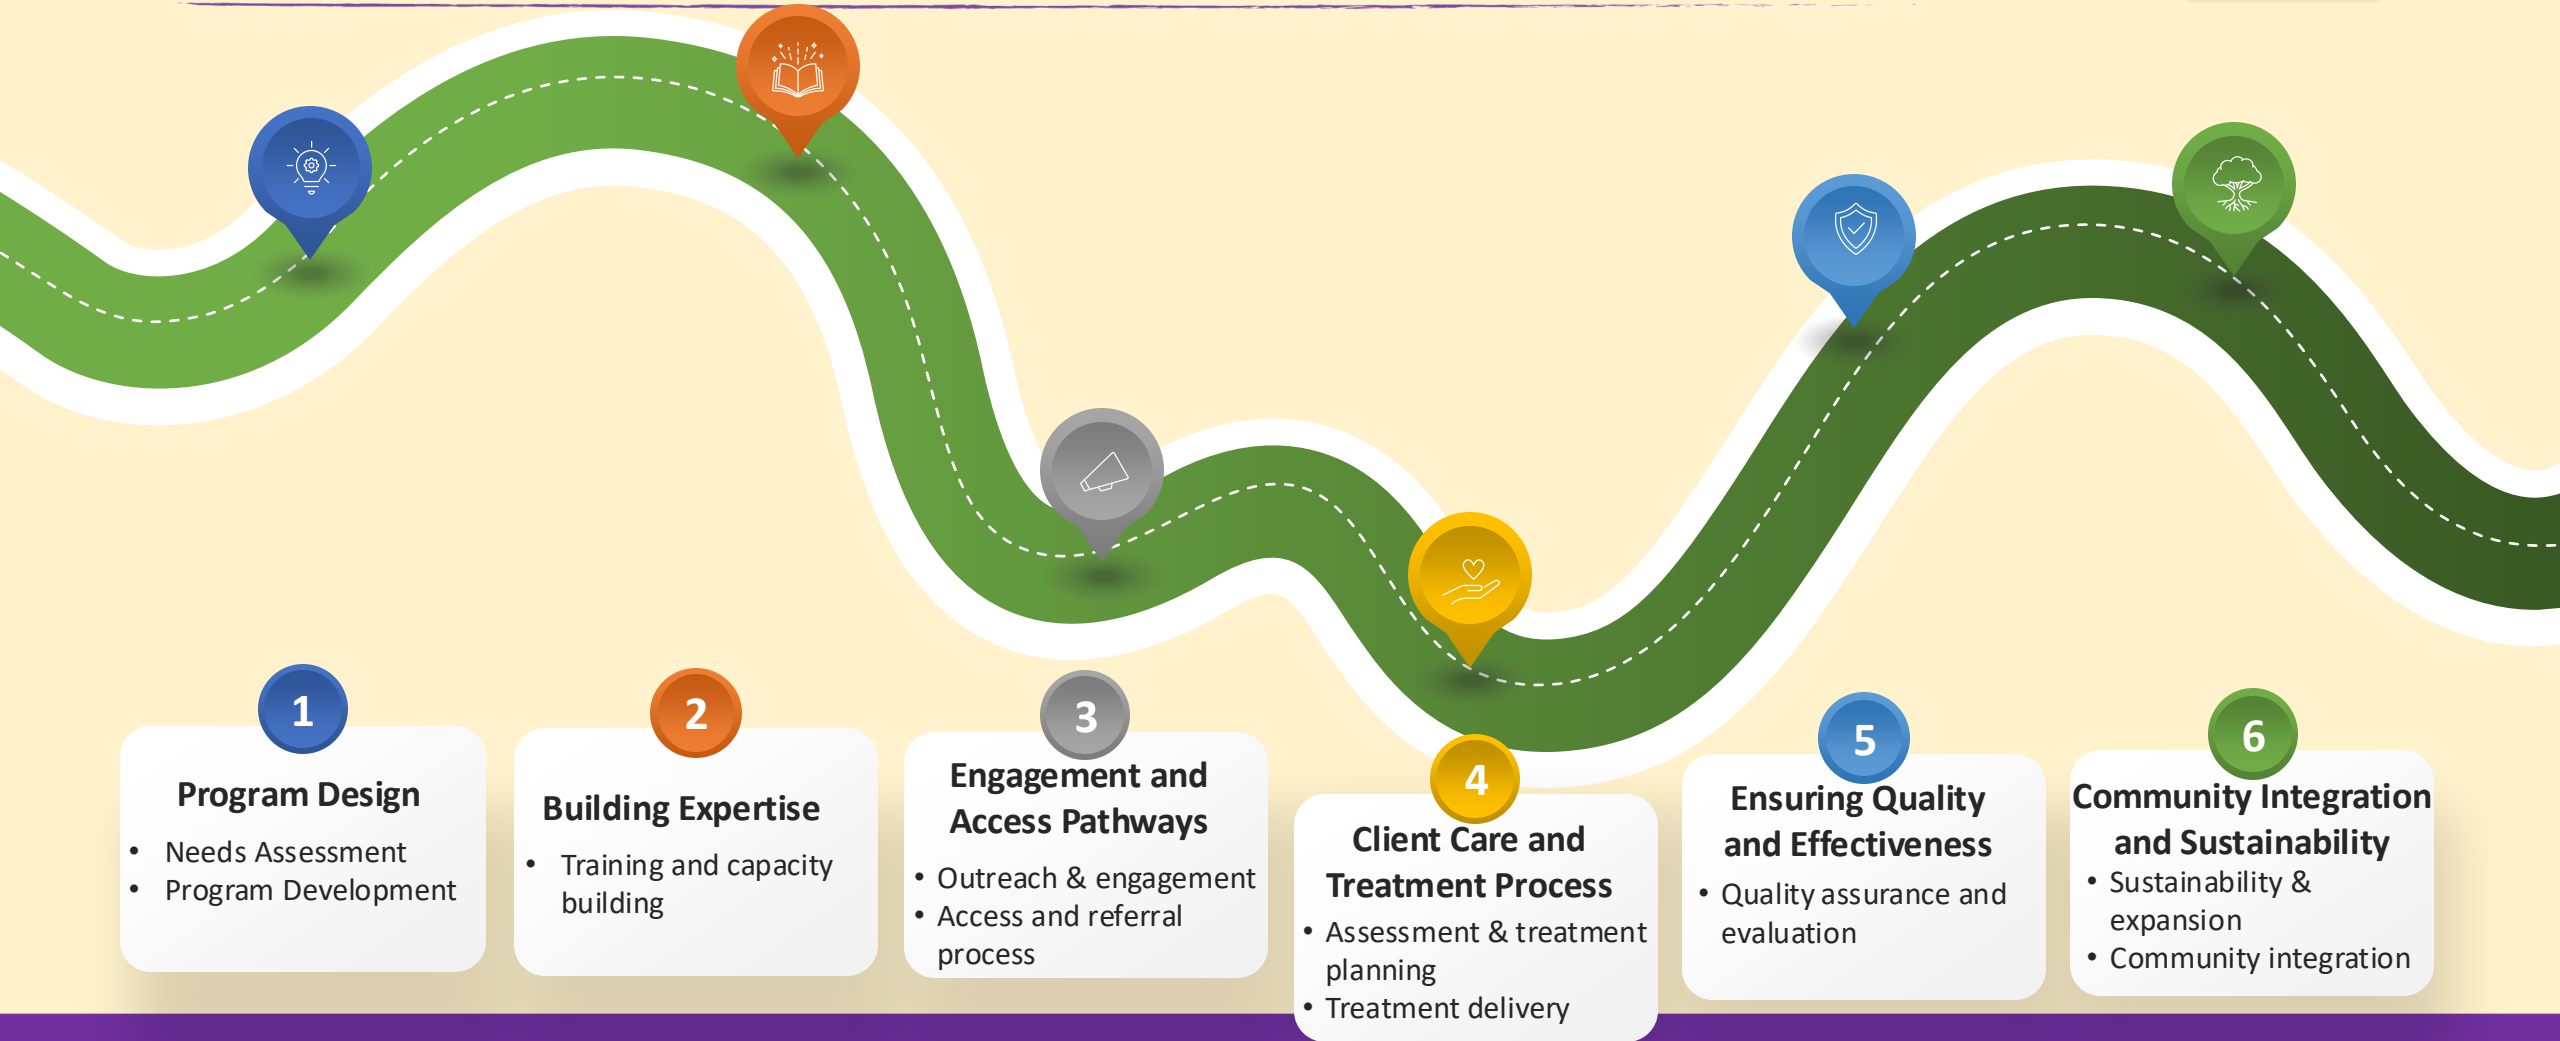 1
Program Design
• Needs Assessment
• Program Development
2
Building Expertise
• Training and capacity
building
3
Engagement and
Access Pathways
• Outreach & engagement
• Access and referral
process
4
Client Care and
Treatment Process
• Assessment & treatment
planning
• Treatment delivery
5
Ensuring Quality
and Effectiveness
• Quality assurance and
evaluation
6
Community Integration
and Sustainability
• Sustainability &
expansion
• Community integration